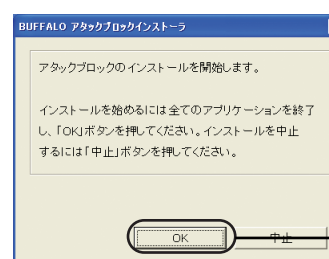 BUFFALO アタックブロックインストーラ
アタックブロックのインストールを開始します。
インストールを始めるには全てのアプリケーションを終了
し、「OK」ボタンを押してください。インストールを中止
するには「中止」ボタンを押してください。
OK
中止